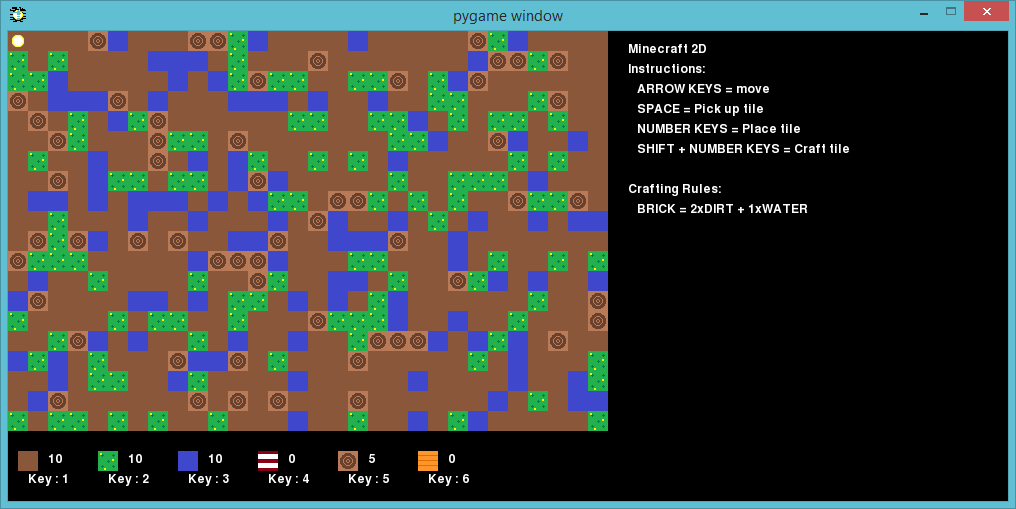 pygame window
Minecraft 2D
Instructions:
ARROW KEYS = move
SPACE = Pick up tile
NUMBER KEYS = Place tile
SHIFT + NUMBER KEYS = Craft tile
Crafting Rules:
BRICK = 2xDIRT + 1xWATER
10 10 10 0 5 0
Key : 1 Key : 2 Key : 3 Key : 4 Key : 5 Key : 6